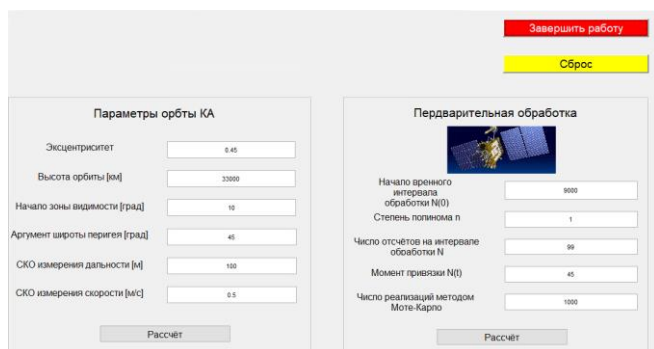 Завершить работу
Сброс
Параметры орбты КА
Эксцентриситет
0.45
Высота орбиты [км]
33000
Начало зоны видимости [град]
10
Аргумент широты перигея [град]
45
СКО измерения дальности [м]
100
СКО измерения скорости [м/с]
0.5
Рассчёт
Пердварительная обработка
Начало вренного
интервала
обработки N(0)
9000
Степень полинома n
1
Число отсчётов на интервале
обработки N
99
Момент привязки N(t)
45
Число реализаций методом
Моте-Карло
1000
Рассчёт